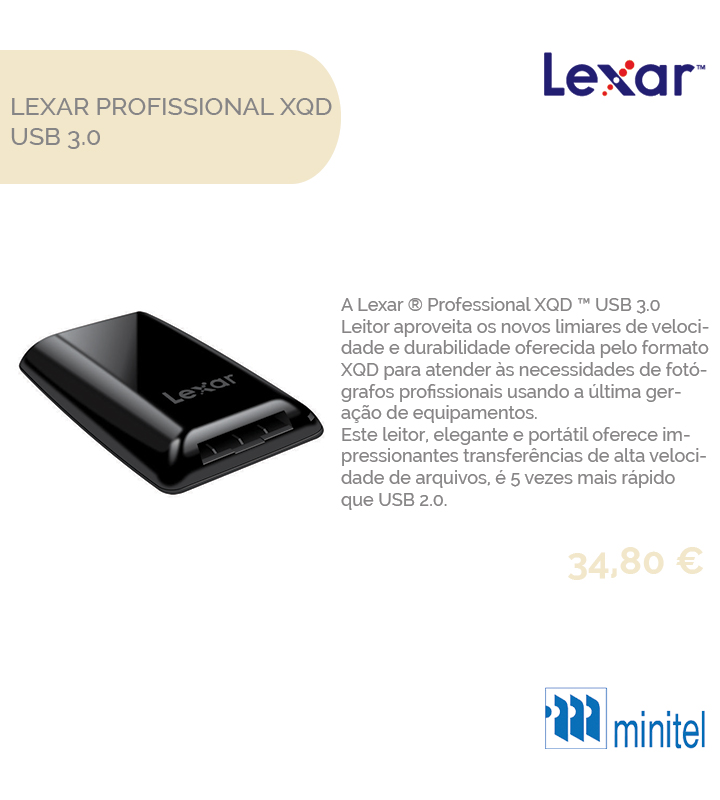 Lexar™
LEXAR PROFISSIONAL XQD
USB 3.0
A Lexar ® Professional XQD ™ USB 3.0
Leitor aproveita os novos limiares de veloci-
dade e durabilidade oferecida pelo formato
XQD para atender às necessidades de fotó-
grafos profissionais usando a última ger-
ação de equipamentos.
Este leitor, elegante e portátil oferece im-
pressionantes transferências de alta veloci-
dade de arquivos, é 5 vezes mais rápido
que USB 2.0.
Lexar
34,80 €
minitel